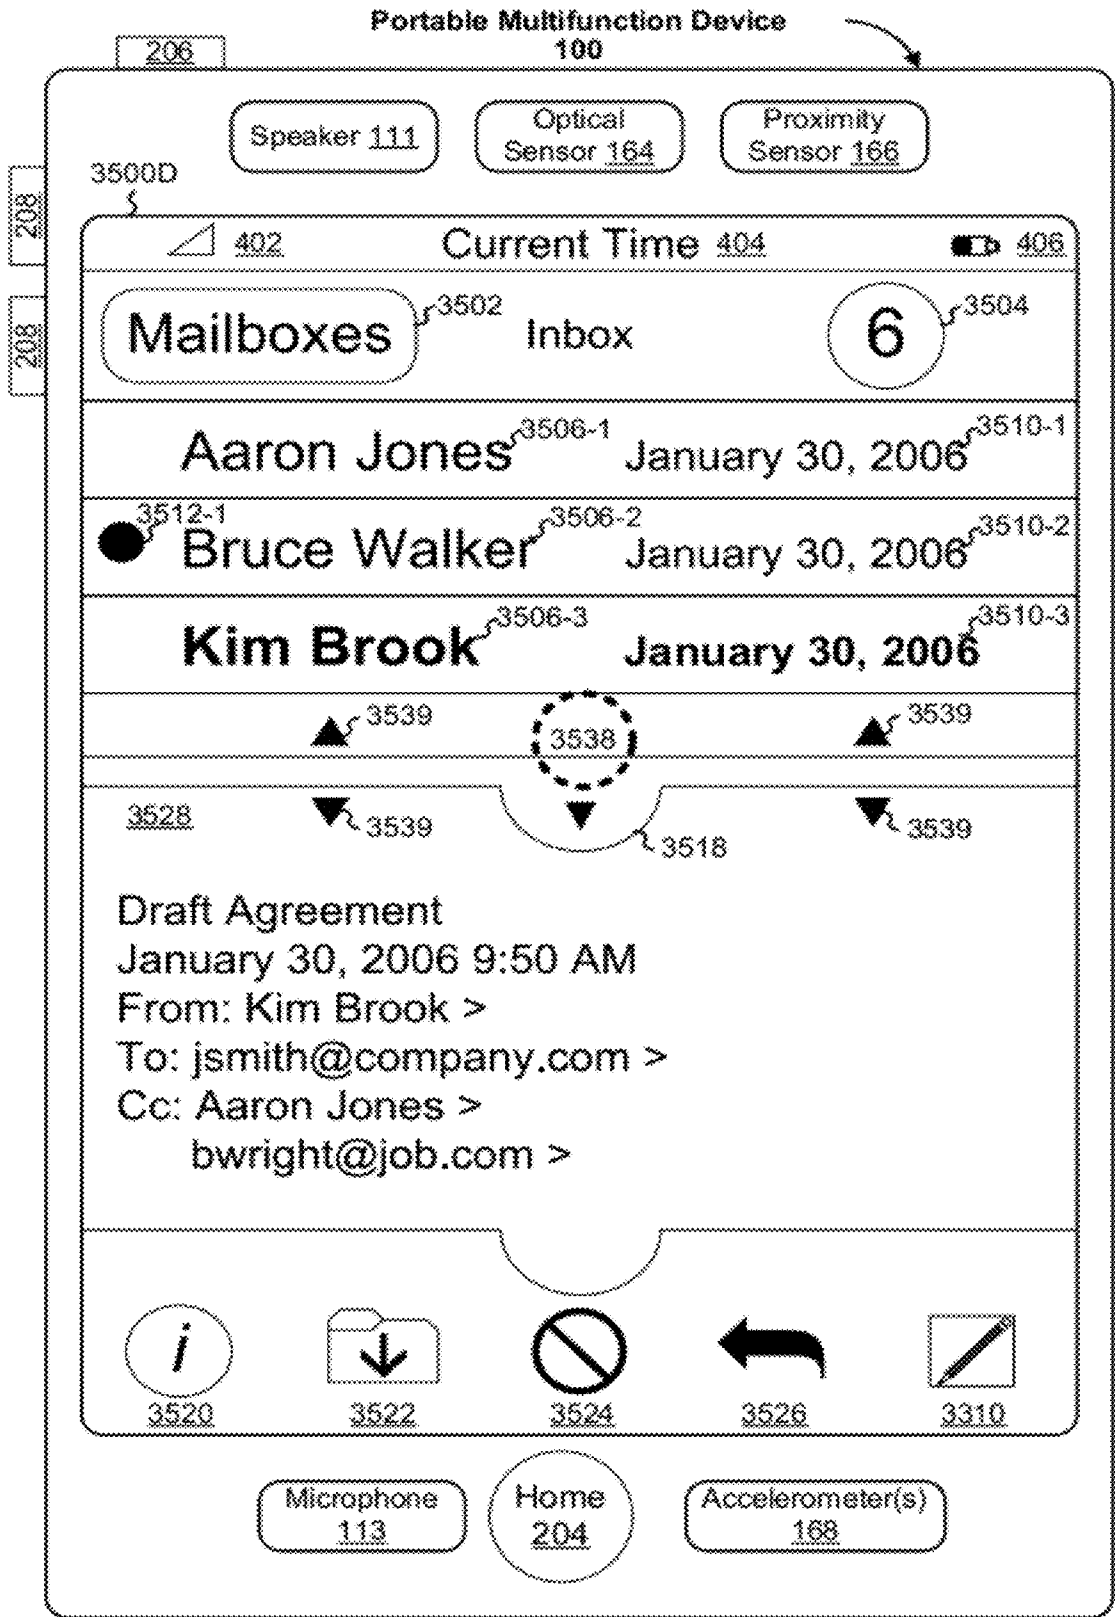 Portable Multifunction Device
100
206
Speaker 111
Optical
Sensor 164
Proximity
Sensor 166
208
208
3500D
402
Current Time 404
406
Mailboxes
3502
Inbox
6
3504
Aaron Jones
3506-1
January 30, 2006
3510-1
3512-1
Bruce Walker
3506-2
January 30, 2006
3510-2
Kim Brook
3506-3
January 30, 2006
3510-3
3539
3538
3539
3528
3539
3518
3539
Draft Agreement
January 30, 2006 9:50 AM
From: Kim Brook >
To: jsmith@company.com >
Cc: Aaron Jones >
bwright@job.com >
i
3520
3522
3524
3526
3310
Microphone
113
Home
204
Accelerometer(s)
168